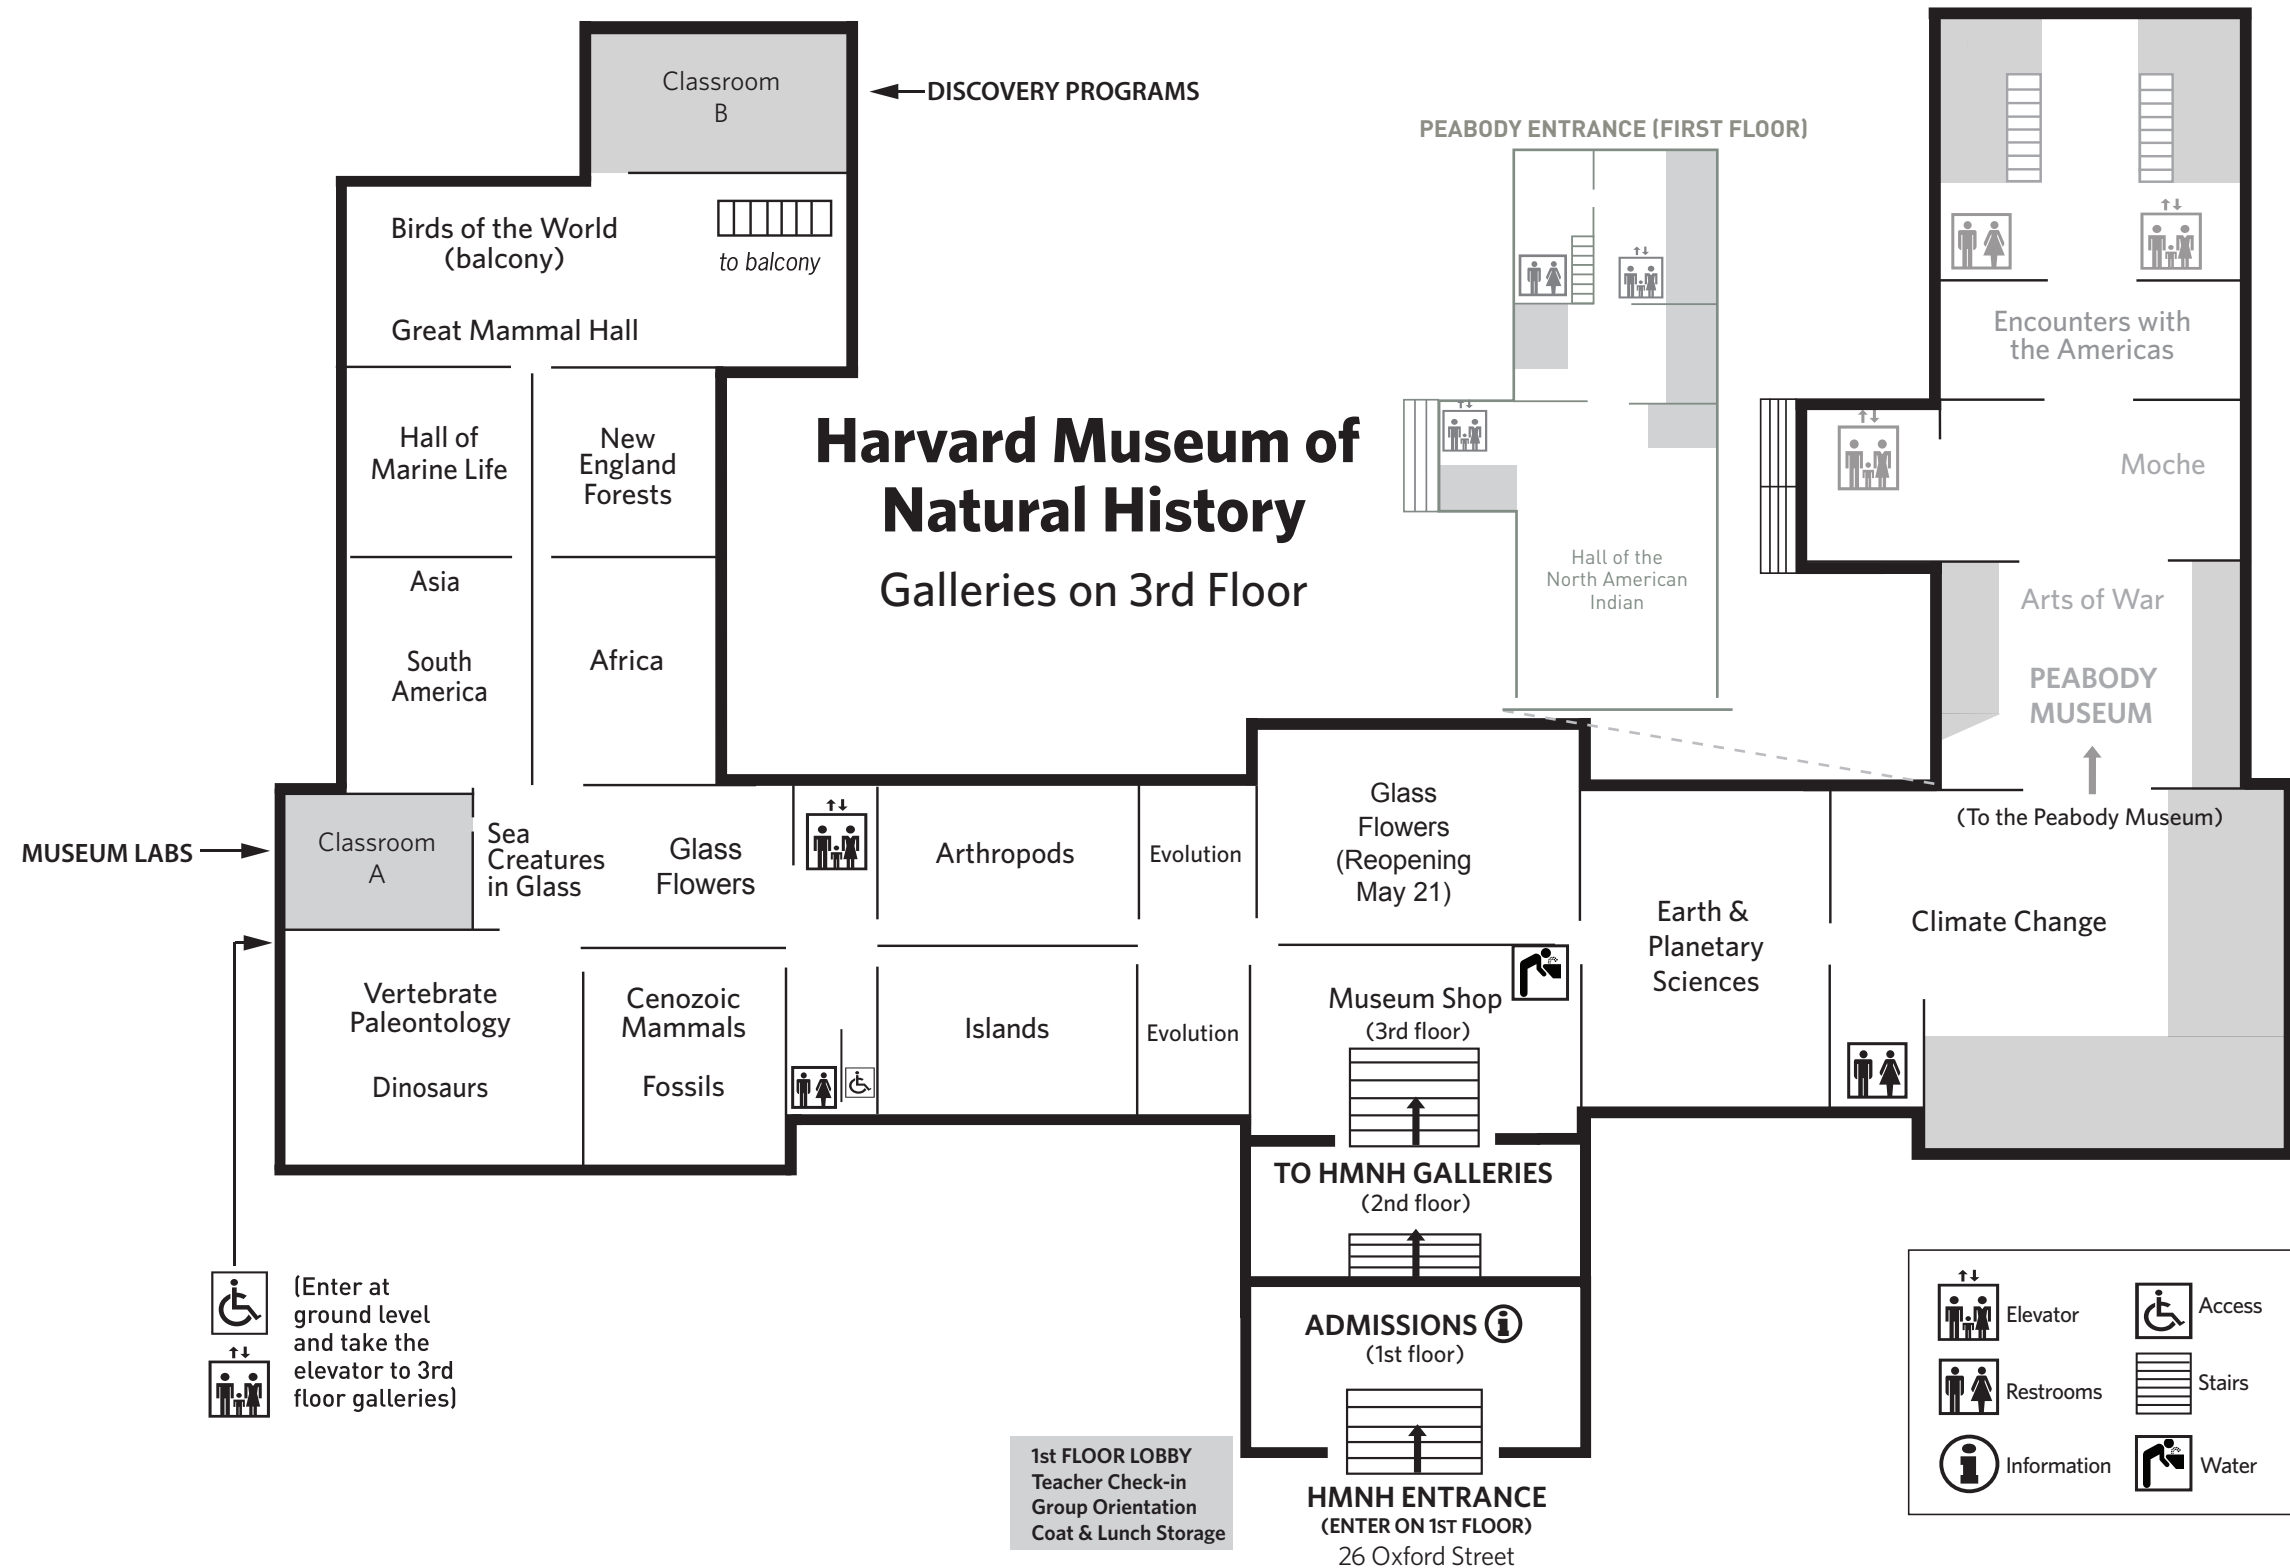 Classroom
B
DISCOVERY PROGRAMS
PEABODY ENTRANCE (FIRST FLOOR)
Birds of the World
(balcony)
to balcony
Great Mammal Hall
Encounters with
the Americas
Hall of
Marine Life
New
England
Forests
Harvard Museum of
Natural History
Galleries on 3rd Floor
Moche
Hall of the
North American
Indian
Arts of War
PEABODY
MUSEUM
Asia
South
America
Africa
(To the Peabody Museum)
MUSEUM LABS
Classroom
A
Sea
Creatures
in Glass
Glass
Flowers
Arthropods
Evolution
Glass
Flowers
(Reopening
May 21)
Earth &
Planetary
Sciences
Climate Change
Vertebrate
Paleontology
Dinosaurs
Cenozoic
Mammals
Fossils
Islands
Evolution
Museum Shop
(3rd floor)
TO HMNH GALLERIES
(2nd floor)
(Enter at
ground level
and take the
elevator to 3rd
floor galleries)
ADMISSIONS i
(1st floor)
1st FLOOR LOBBY
Teacher Check-in
Group Orientation
Coat & Lunch Storage
HMNH ENTRANCE
(ENTER ON 1ST FLOOR)
26 Oxford Street
Elevator
Access
Restrooms
Stairs
i Information
Water